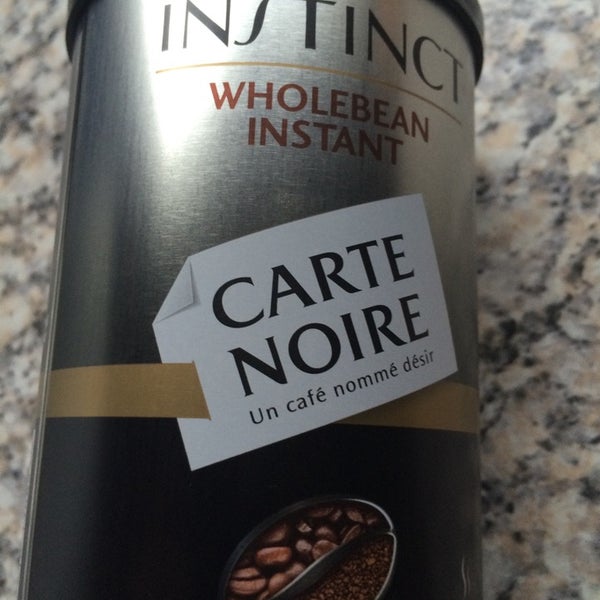 INSTINCT
WHOLEBEAN
INSTANT
CARTE
NOIRE
Un café nommé désir